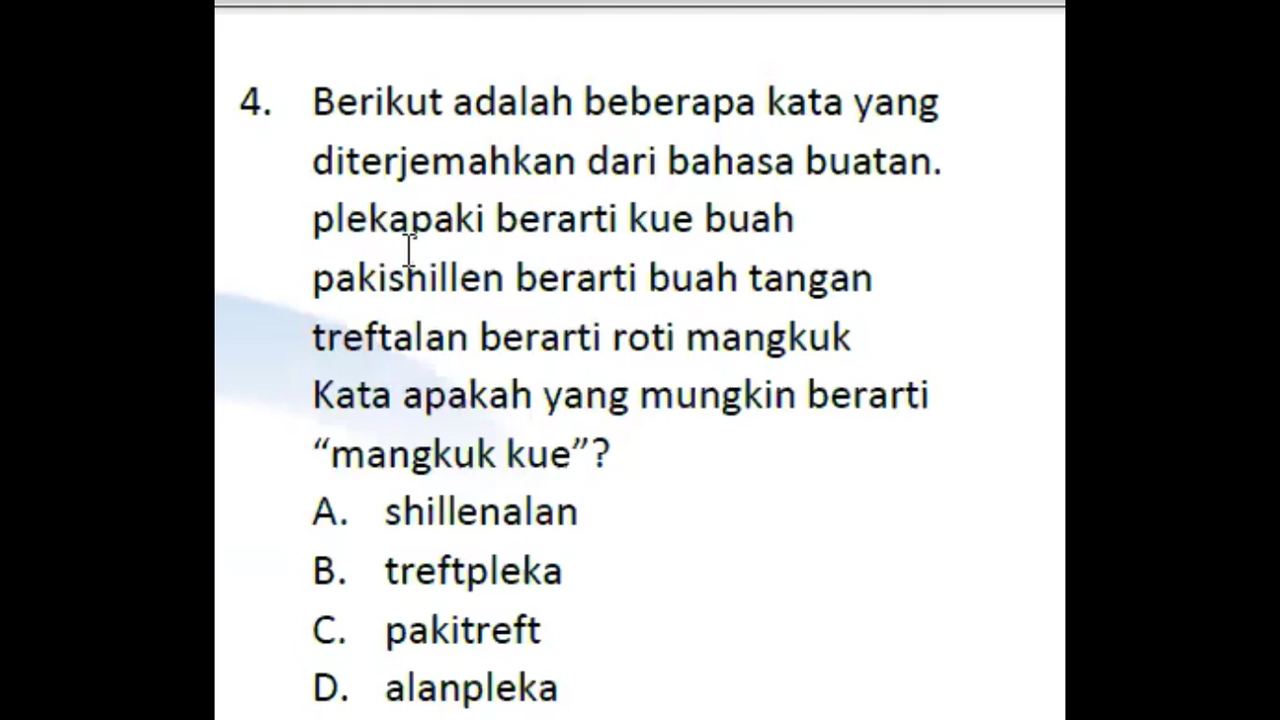 4. Berikut adalah beberapa kata yang
diterjemahkan dari bahasa buatan.
plekapaki berarti kue buah
pakishillen berarti buah tangan
treftalan berarti roti mangkuk
Kata apakah yang mungkin berarti
“mangkuk kue”?
A. shillenalan
B. treftpleka
C. pakitreft
D. alanpleka